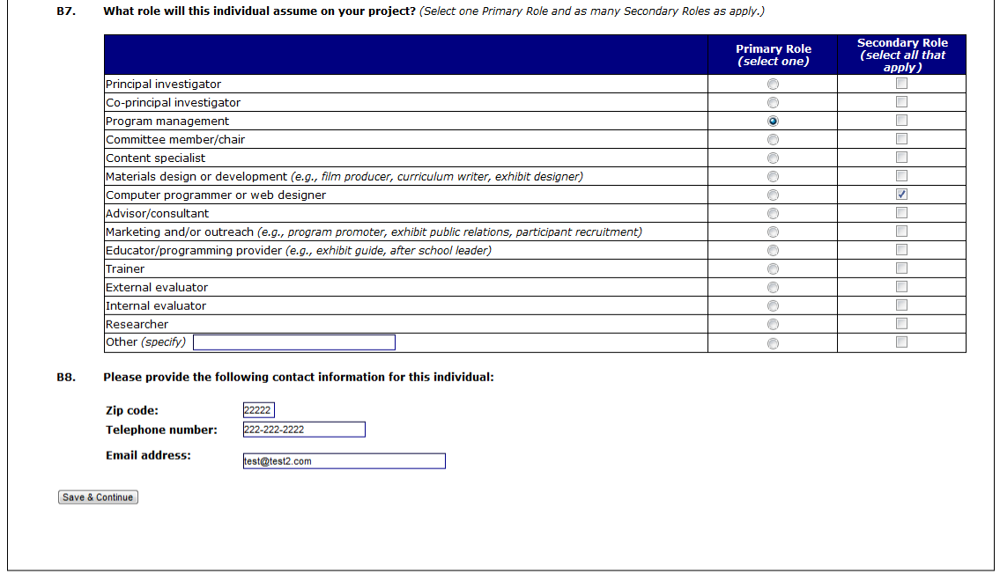 B7. What role will this individual assume on your project? (Select one Primary Role and as many Secondary Roles as apply.)
Primary Role
(select one)
Secondary Role
(select all that
apply)
Principal investigator
Co-principal investigator
Program management
Committee member/chair
Content specialist
Materials design or development (e.g., film producer, curriculum writer, exhibit designer)
Computer programmer or web designer
Advisor/consultant
Marketing and/or outreach (e.g., program promoter, exhibit public relations, participant recruitment)
Educator/programming provider (e.g., exhibit guide, after school leader)
Trainer
External evaluator
Internal evaluator
Researcher
Other (specify)
B8. Please provide the following contact information for this individual:
Zip code: 22222
Telephone number: 222-222-2222
Email address: test@test2.com
Save & Continue